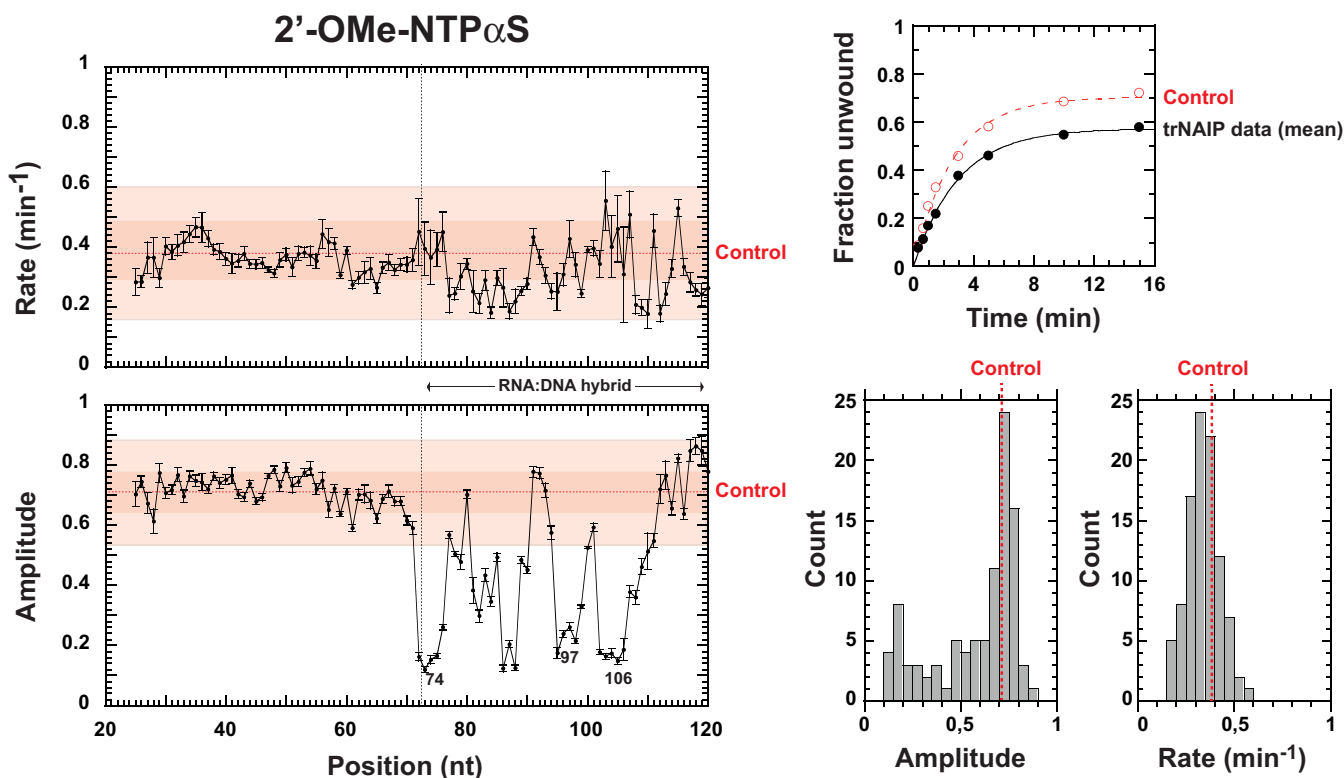 2'-OMe-NTPαS
1
0.8
0.6
0.4
0.2
0
Rate (min-1)
Control
RNA:DNA hybrid
1
0.8
0.6
0.4
0.2
0
Amplitude
Control
74
97
106
20
40
60
80
100
120
Position (nt)
1
0.8
0.6
0.4
0.2
0
Fraction unwound
Control
trNAIP data (mean)
0
4
8
12
16
Time (min)
Control
Control
25
20
15
10
5
0
Count
0
0,5
1
Amplitude
25
20
15
10
5
0
Count
0
0,5
1
Rate (min-1)